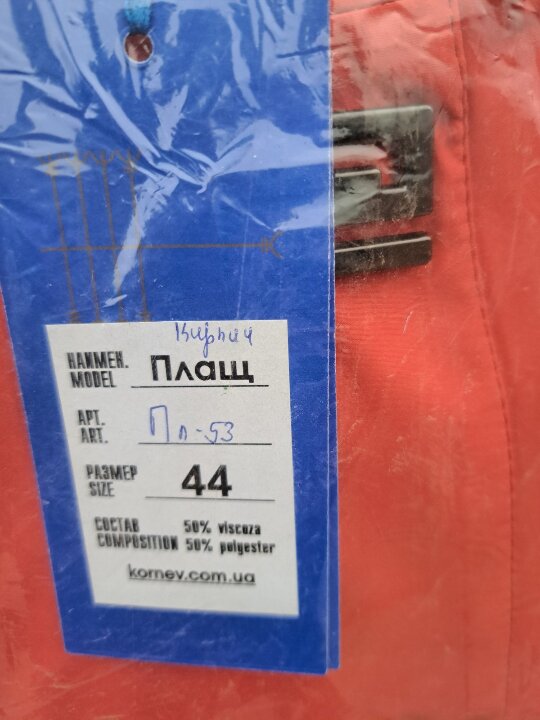 Кирпич
НАИМЕН. Плащ
MODEL
АРТ. Пл-53
ART.
РАЗМЕР 44
SIZE
СОСТАВ 50% viscoza
COMPOSITION 50% polyester
kornev.com.ua